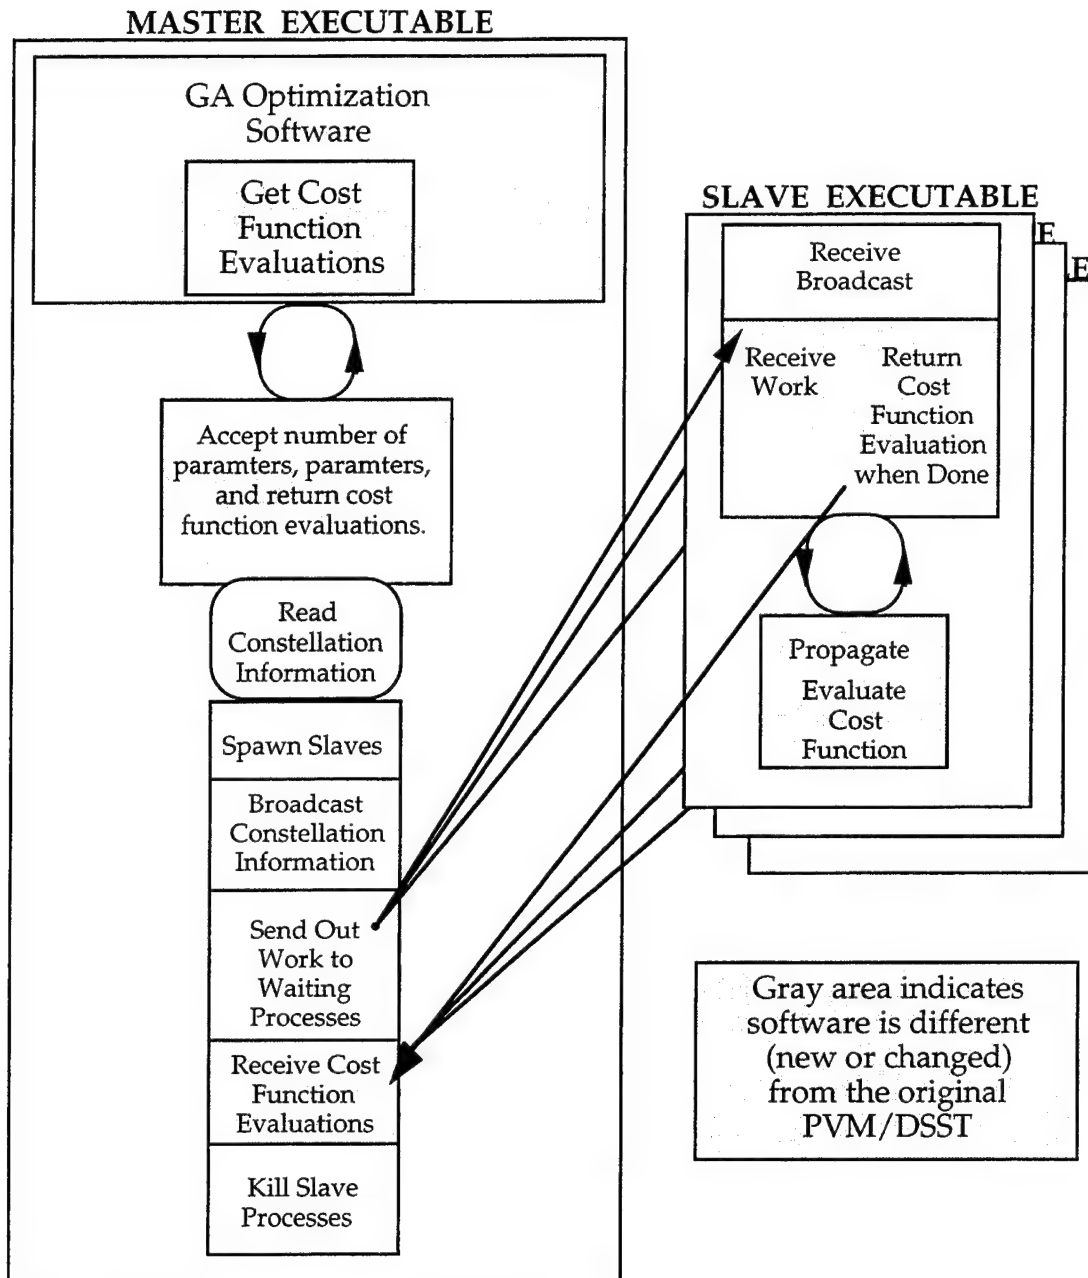 MASTER EXECUTABLE
GA Optimization
Software
Get Cost
Function
Evaluations
Accept number of
paramters, paramters,
and return cost
function evaluations.
Read
Constellation
Information
Spawn Slaves
Broadcast
Constellation
Information
Send Out
Work to
Waiting
Processes
Receive Cost
Function
Evaluations
Kill Slave
Processes
SLAVE EXECUTABLE
E
LE
Receive
Broadcast
Receive
Work
Return
Cost
Function
Evaluation
when Done
Propagate
Evaluate
Cost
Function
Gray area indicates
software is different
(new or changed)
from the original
PVM/DSST